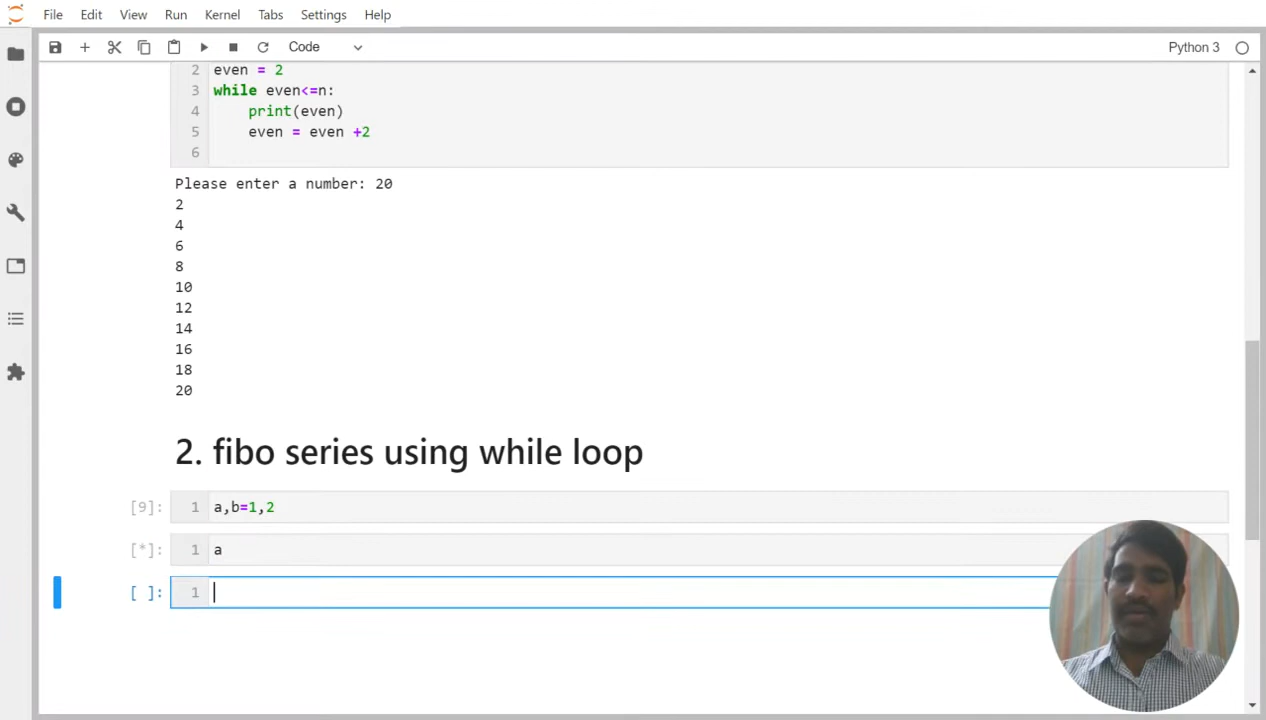 File Edit View Run Kernel Tabs Settings Help
Code Python 3
2 even = 2
3 while even<=n:
4 print(even)
5 even = even +2
6
Please enter a number: 20
2
4
6
8
10
12
14
16
18
20
2. fibo series using while loop
[9]: 1 a,b=1,2
[*]: 1 a
[ ]: 1